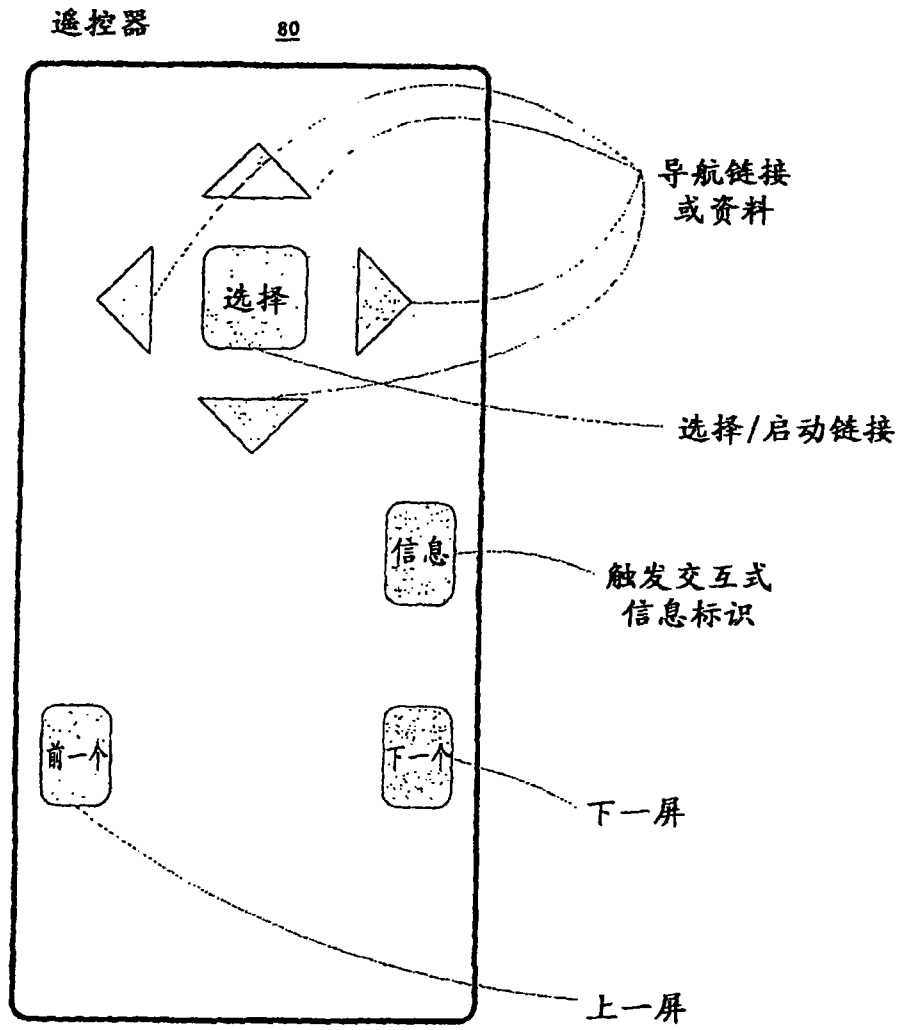 遥控器
80
导航链接
或资料
选择
选择/启动链接
信息
触发交互式
信息标识
前一个
下一个
下一屏
上一屏